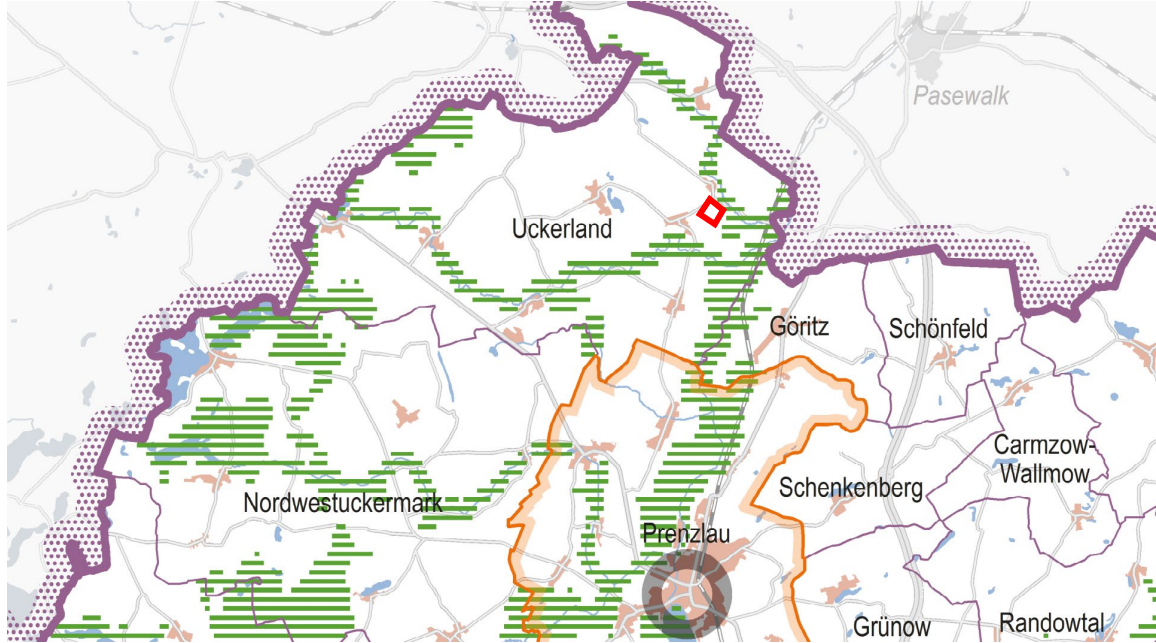 Pasewalk
Uckerland
Göritz
Schönfeld
Carmzow-
Wallmow
Schenkenberg
Nordwestuckermark
Prenzlau
Grünow
Randowtal